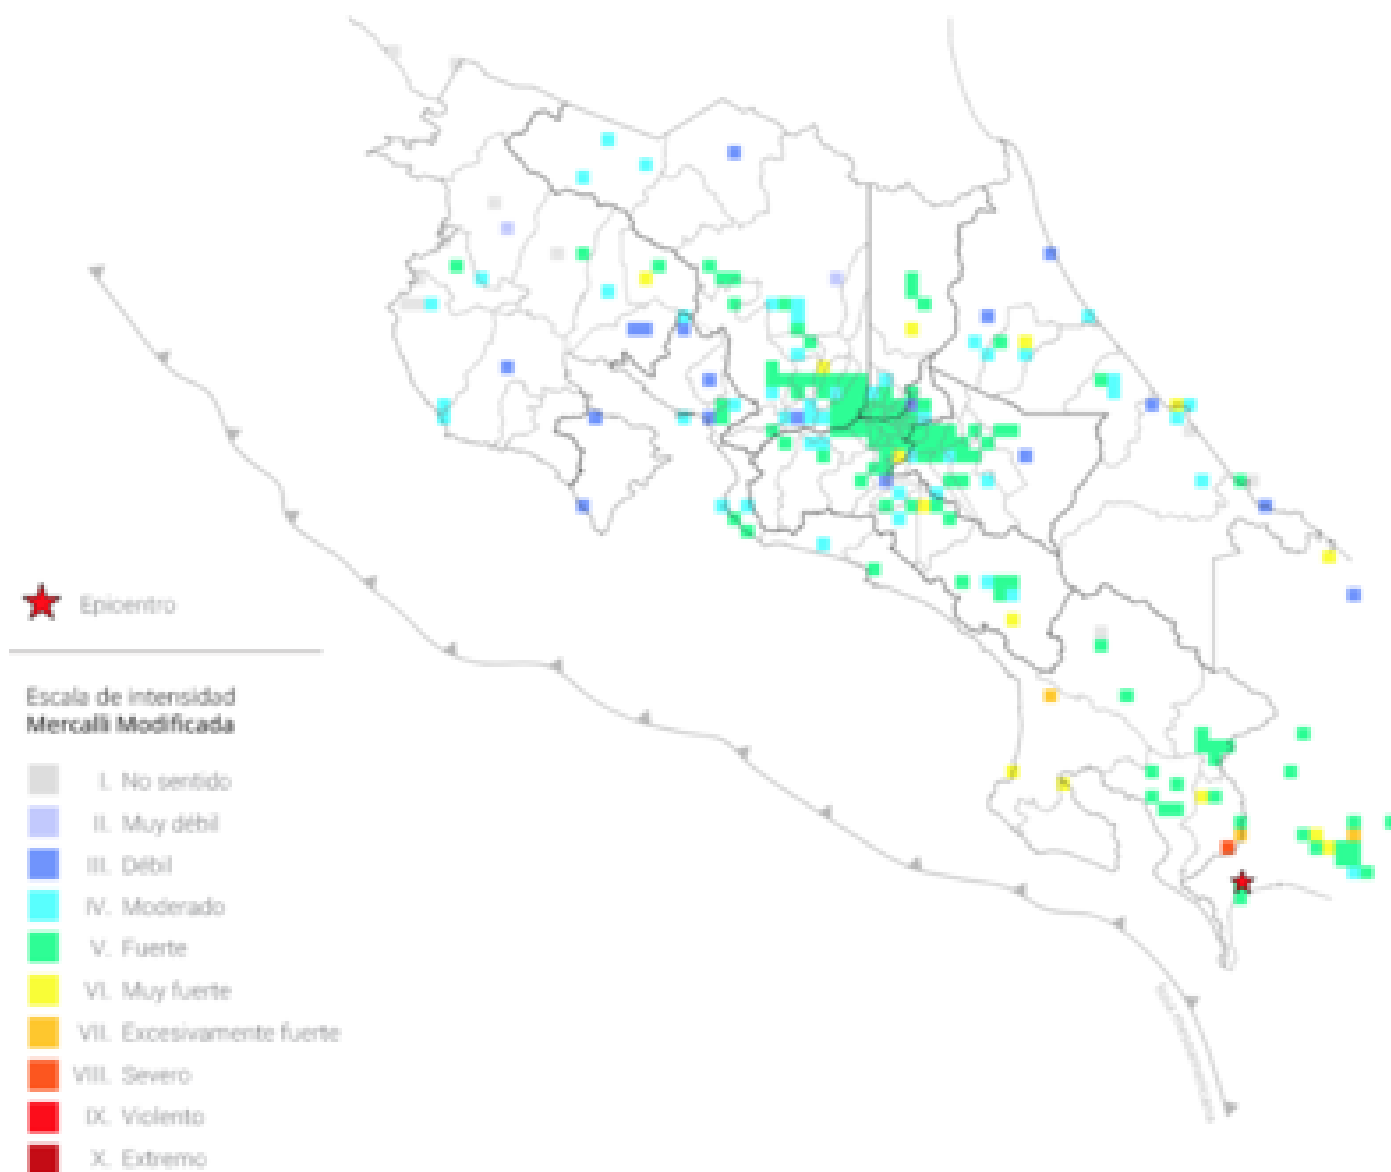 Epicentro
Escala de intensidad
Mercalli Modificada
I. No sentido
II. Muy débil
III. Débil
IV. Moderado
V. Fuerte
VI. Muy fuerte
VII. Excesivamente fuerte
VIII. Severo
IX. Violento
X. Extremo